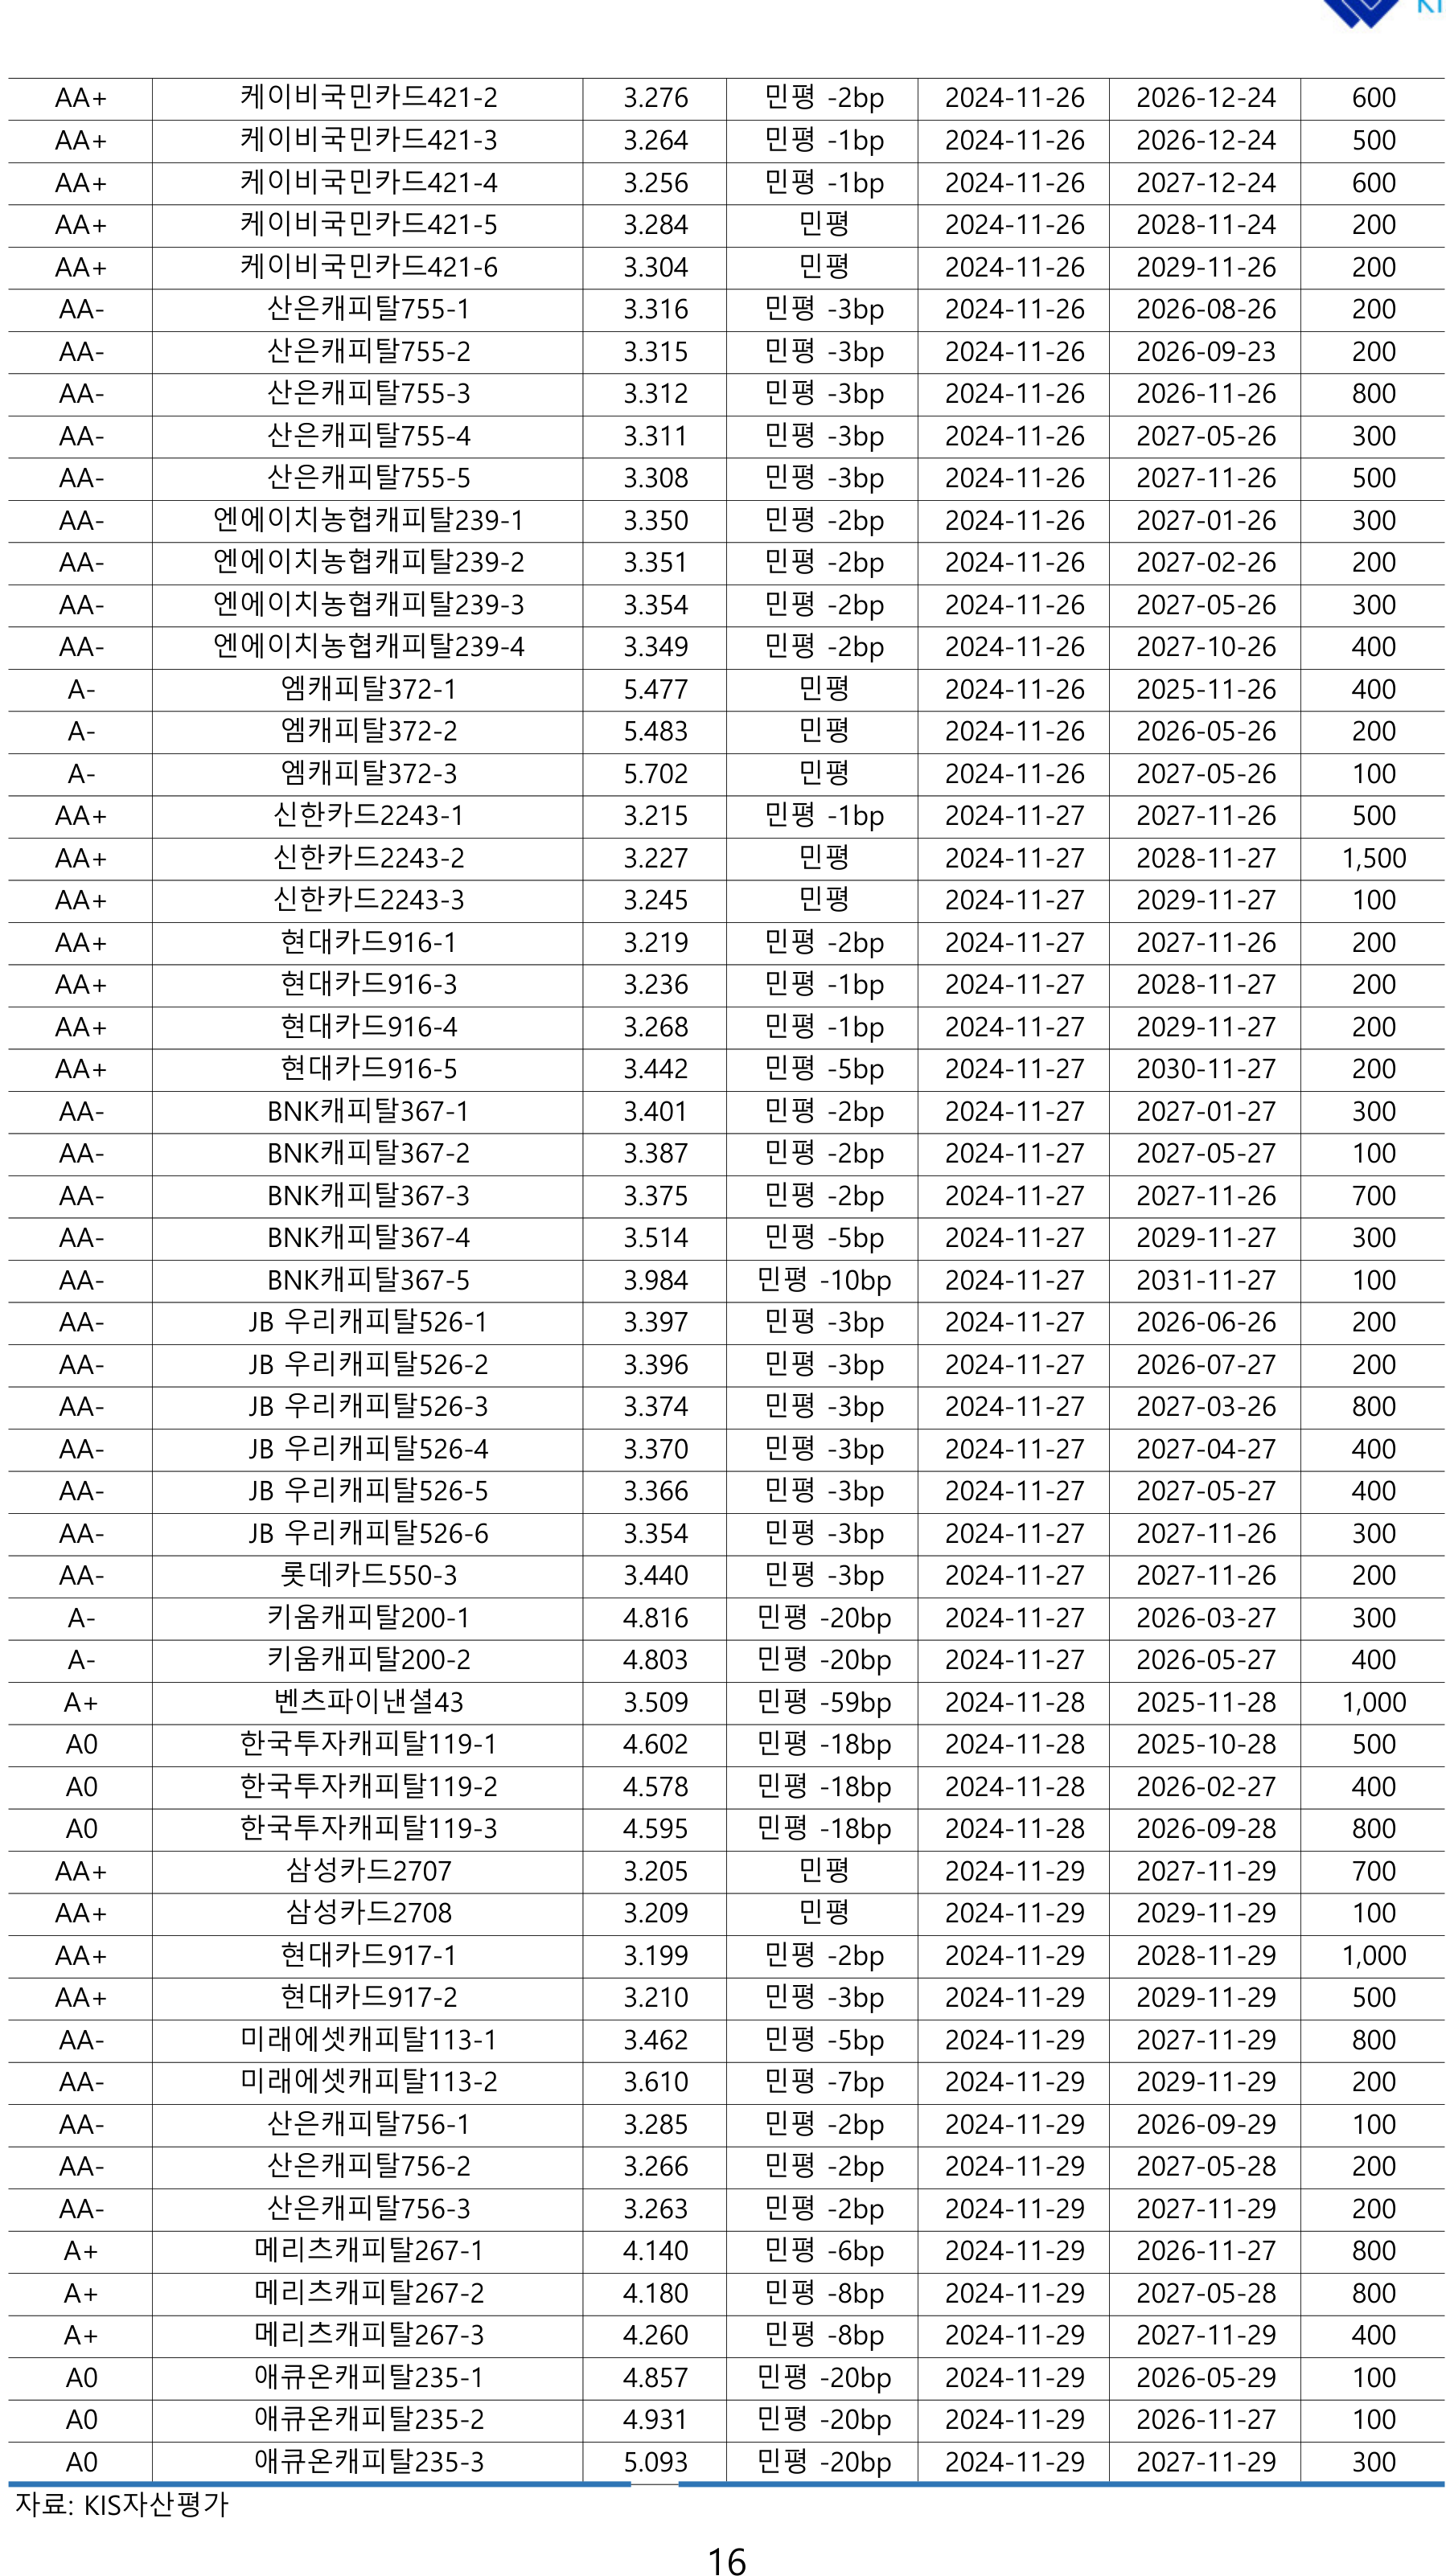 KI
AA+ 케이비국민카드421-2 3.276 민평 -2bp 2024-11-26 2026-12-24 600
AA+ 케이비국민카드421-3 3.264 민평 -1bp 2024-11-26 2026-12-24 500
AA+ 케이비국민카드421-4 3.256 민평 -1bp 2024-11-26 2027-12-24 600
AA+ 케이비국민카드421-5 3.284 민평 2024-11-26 2028-11-24 200
AA+ 케이비국민카드421-6 3.304 민평 2024-11-26 2029-11-26 200
AA- 산은캐피탈755-1 3.316 민평 -3bp 2024-11-26 2026-08-26 200
AA- 산은캐피탈755-2 3.315 민평 -3bp 2024-11-26 2026-09-23 200
AA- 산은캐피탈755-3 3.312 민평 -3bp 2024-11-26 2026-11-26 800
AA- 산은캐피탈755-4 3.311 민평 -3bp 2024-11-26 2027-05-26 300
AA- 산은캐피탈755-5 3.308 민평 -3bp 2024-11-26 2027-11-26 500
AA- 엔에이치농협캐피탈239-1 3.350 민평 -2bp 2024-11-26 2027-01-26 300
AA- 엔에이치농협캐피탈239-2 3.351 민평 -2bp 2024-11-26 2027-02-26 200
AA- 엔에이치농협캐피탈239-3 3.354 민평 -2bp 2024-11-26 2027-05-26 300
AA- 엔에이치농협캐피탈239-4 3.349 민평 -2bp 2024-11-26 2027-10-26 400
A- 엠캐피탈372-1 5.477 민평 2024-11-26 2025-11-26 400
A- 엠캐피탈372-2 5.483 민평 2024-11-26 2026-05-26 200
A- 엠캐피탈372-3 5.702 민평 2024-11-26 2027-05-26 100
AA+ 신한카드2243-1 3.215 민평 -1bp 2024-11-27 2027-11-26 500
AA+ 신한카드2243-2 3.227 민평 2024-11-27 2028-11-27 1,500
AA+ 신한카드2243-3 3.245 민평 2024-11-27 2029-11-27 100
AA+ 현대카드916-1 3.219 민평 -2bp 2024-11-27 2027-11-26 200
AA+ 현대카드916-3 3.236 민평 -1bp 2024-11-27 2028-11-27 200
AA+ 현대카드916-4 3.268 민평 -1bp 2024-11-27 2029-11-27 200
AA+ 현대카드916-5 3.442 민평 -5bp 2024-11-27 2030-11-27 200
AA- BNK캐피탈367-1 3.401 민평 -2bp 2024-11-27 2027-01-27 300
AA- BNK캐피탈367-2 3.387 민평 -2bp 2024-11-27 2027-05-27 100
AA- BNK캐피탈367-3 3.375 민평 -2bp 2024-11-27 2027-11-26 700
AA- BNK캐피탈367-4 3.514 민평 -5bp 2024-11-27 2029-11-27 300
AA- BNK캐피탈367-5 3.984 민평 -10bp 2024-11-27 2031-11-27 100
AA- JB 우리캐피탈526-1 3.397 민평 -3bp 2024-11-27 2026-06-26 200
AA- JB 우리캐피탈526-2 3.396 민평 -3bp 2024-11-27 2026-07-27 200
AA- JB 우리캐피탈526-3 3.374 민평 -3bp 2024-11-27 2027-03-26 800
AA- JB 우리캐피탈526-4 3.370 민평 -3bp 2024-11-27 2027-04-27 400
AA- JB 우리캐피탈526-5 3.366 민평 -3bp 2024-11-27 2027-05-27 400
AA- JB 우리캐피탈526-6 3.354 민평 -3bp 2024-11-27 2027-11-26 300
AA- 롯데카드550-3 3.440 민평 -3bp 2024-11-27 2027-11-26 200
A- 키움캐피탈200-1 4.816 민평 -20bp 2024-11-27 2026-03-27 300
A- 키움캐피탈200-2 4.803 민평 -20bp 2024-11-27 2026-05-27 400
A+ 벤츠파이낸셜43 3.509 민평 -59bp 2024-11-28 2025-11-28 1,000
A0 한국투자캐피탈119-1 4.602 민평 -18bp 2024-11-28 2025-10-28 500
A0 한국투자캐피탈119-2 4.578 민평 -18bp 2024-11-28 2026-02-27 400
A0 한국투자캐피탈119-3 4.595 민평 -18bp 2024-11-28 2026-09-28 800
AA+ 삼성카드2707 3.205 민평 2024-11-29 2027-11-29 700
AA+ 삼성카드2708 3.209 민평 2024-11-29 2029-11-29 100
AA+ 현대카드917-1 3.199 민평 -2bp 2024-11-29 2028-11-29 1,000
AA+ 현대카드917-2 3.210 민평 -3bp 2024-11-29 2029-11-29 500
AA- 미래에셋캐피탈113-1 3.462 민평 -5bp 2024-11-29 2027-11-29 800
AA- 미래에셋캐피탈113-2 3.610 민평 -7bp 2024-11-29 2029-11-29 200
AA- 산은캐피탈756-1 3.285 민평 -2bp 2024-11-29 2026-09-29 100
AA- 산은캐피탈756-2 3.266 민평 -2bp 2024-11-29 2027-05-28 200
AA- 산은캐피탈756-3 3.263 민평 -2bp 2024-11-29 2027-11-29 200
A+ 메리츠캐피탈267-1 4.140 민평 -6bp 2024-11-29 2026-11-27 800
A+ 메리츠캐피탈267-2 4.180 민평 -8bp 2024-11-29 2027-05-28 800
A+ 메리츠캐피탈267-3 4.260 민평 -8bp 2024-11-29 2027-11-29 400
A0 애큐온캐피탈235-1 4.857 민평 -20bp 2024-11-29 2026-05-29 100
A0 애큐온캐피탈235-2 4.931 민평 -20bp 2024-11-29 2026-11-27 100
A0 애큐온캐피탈235-3 5.093 민평 -20bp 2024-11-29 2027-11-29 300
자료: KIS자산평가
16